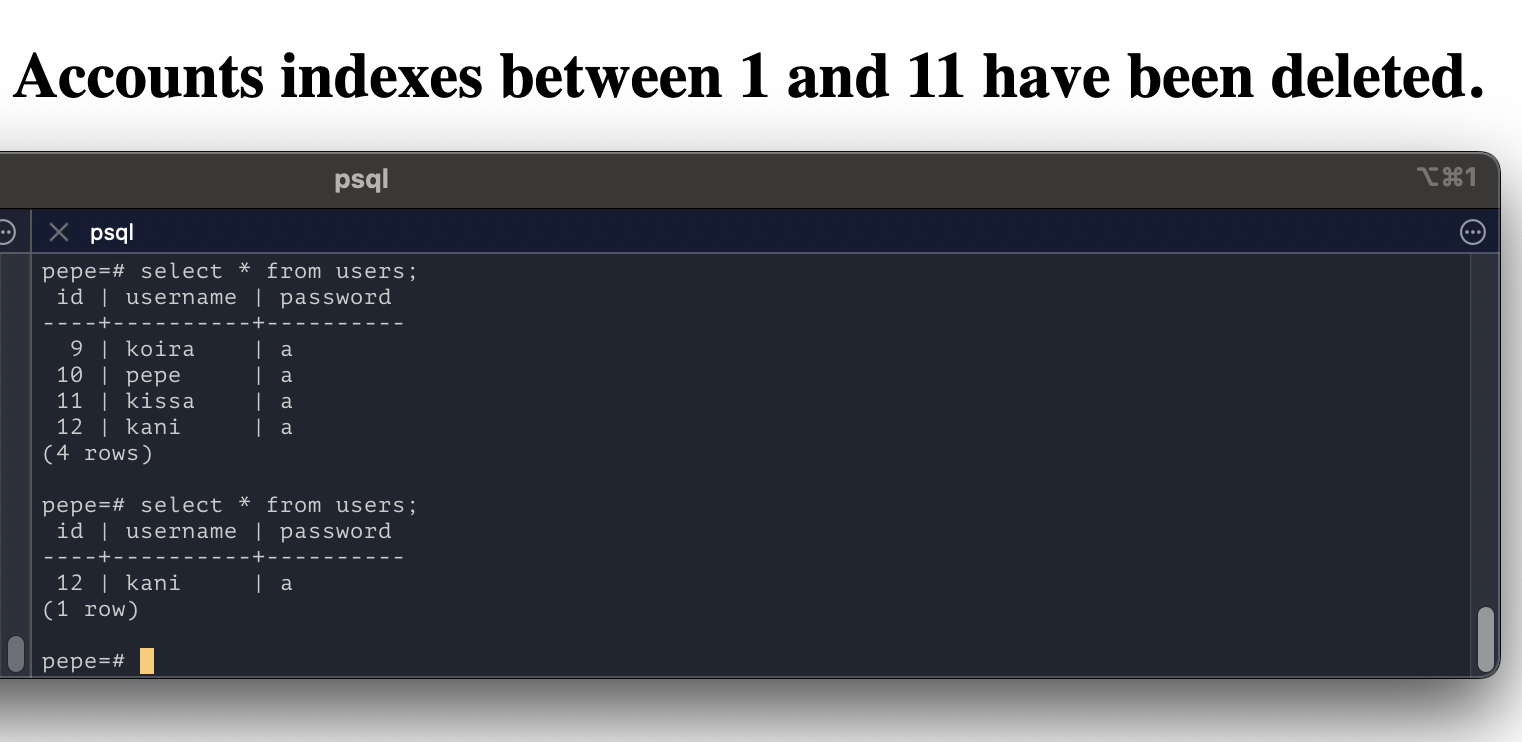 Accounts indexes between 1 and 11 have been deleted.
psql
⌥⌘1
psql
pepe=# select * from users;
 id | username | password
----+----------+----------
  9 | koira    | a
 10 | pepe     | a
 11 | kissa    | a
 12 | kani     | a
(4 rows)
pepe=# select * from users;
 id | username | password
----+----------+----------
 12 | kani     | a
(1 row)
pepe=#